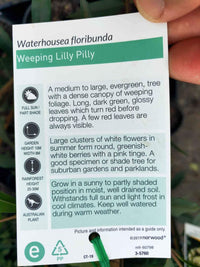 Waterhousea floribunda
Weeping Lilly Pilly
FULL SUN /
PART SHADE
A medium to large, evergreen, tree
with a dense canopy of weeping
foliage. Long, dark green, glossy
leaves which turn red before
dropping. A few red leaves are
always visible.
GARDEN
HEIGHT 10M
WIDTH 8M
Large clusters of white flowers in
summer form round, greenish-
white berries with a pink tinge. A
good specimen or shade tree for
suburban gardens and parklands.
RAINFOREST
HEIGHT
25-30M
AUSTRALIAN
PLANT
Grow in a sunny to partly shaded
position in moist, well drained soil.
Withstands full sun and light frost in
cool climates. Keep well watered
during warm weather.
Picture and information intended as a guide only.
norwood
e
PP
3-5760